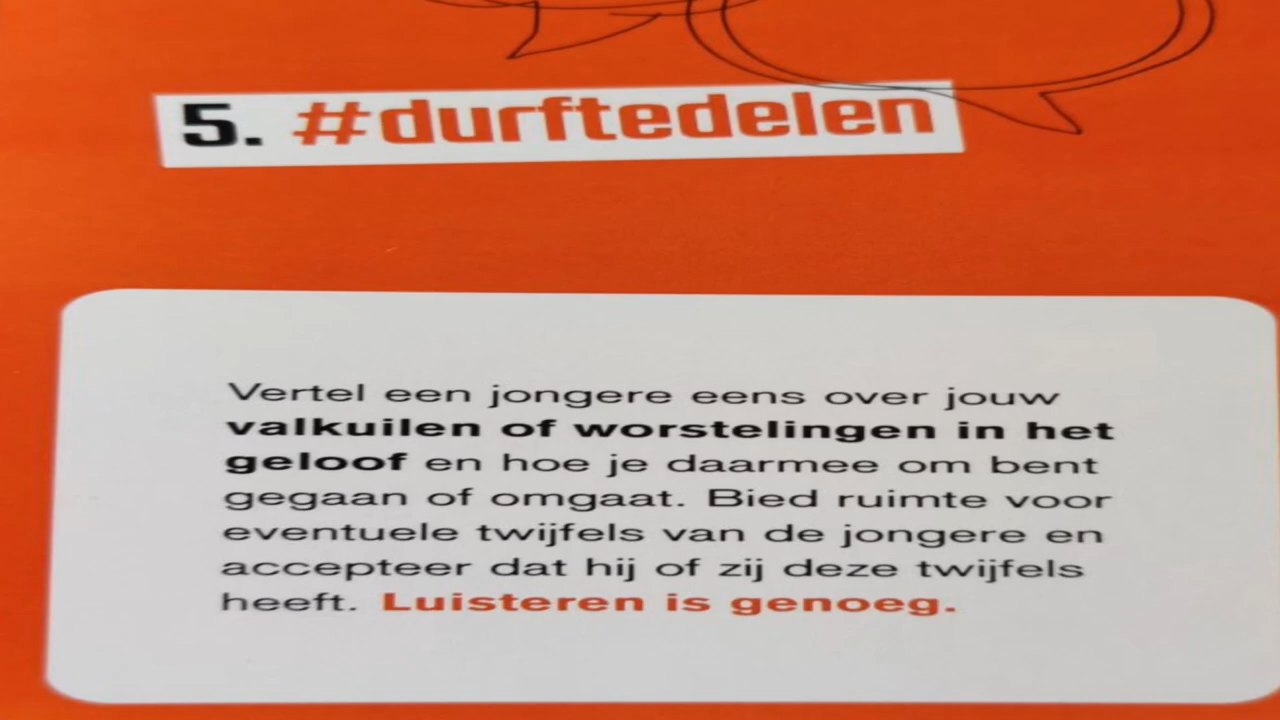 5. #durftedelen
Vertel een jongere eens over jouw
valkuilen of worstelingen in het
geloof en hoe je daarmee om bent
gegaan of omgaat. Bied ruimte voor
eventuele twijfels van de jongere en
accepteer dat hij of zij deze twijfels
heeft. Luisteren is genoeg.